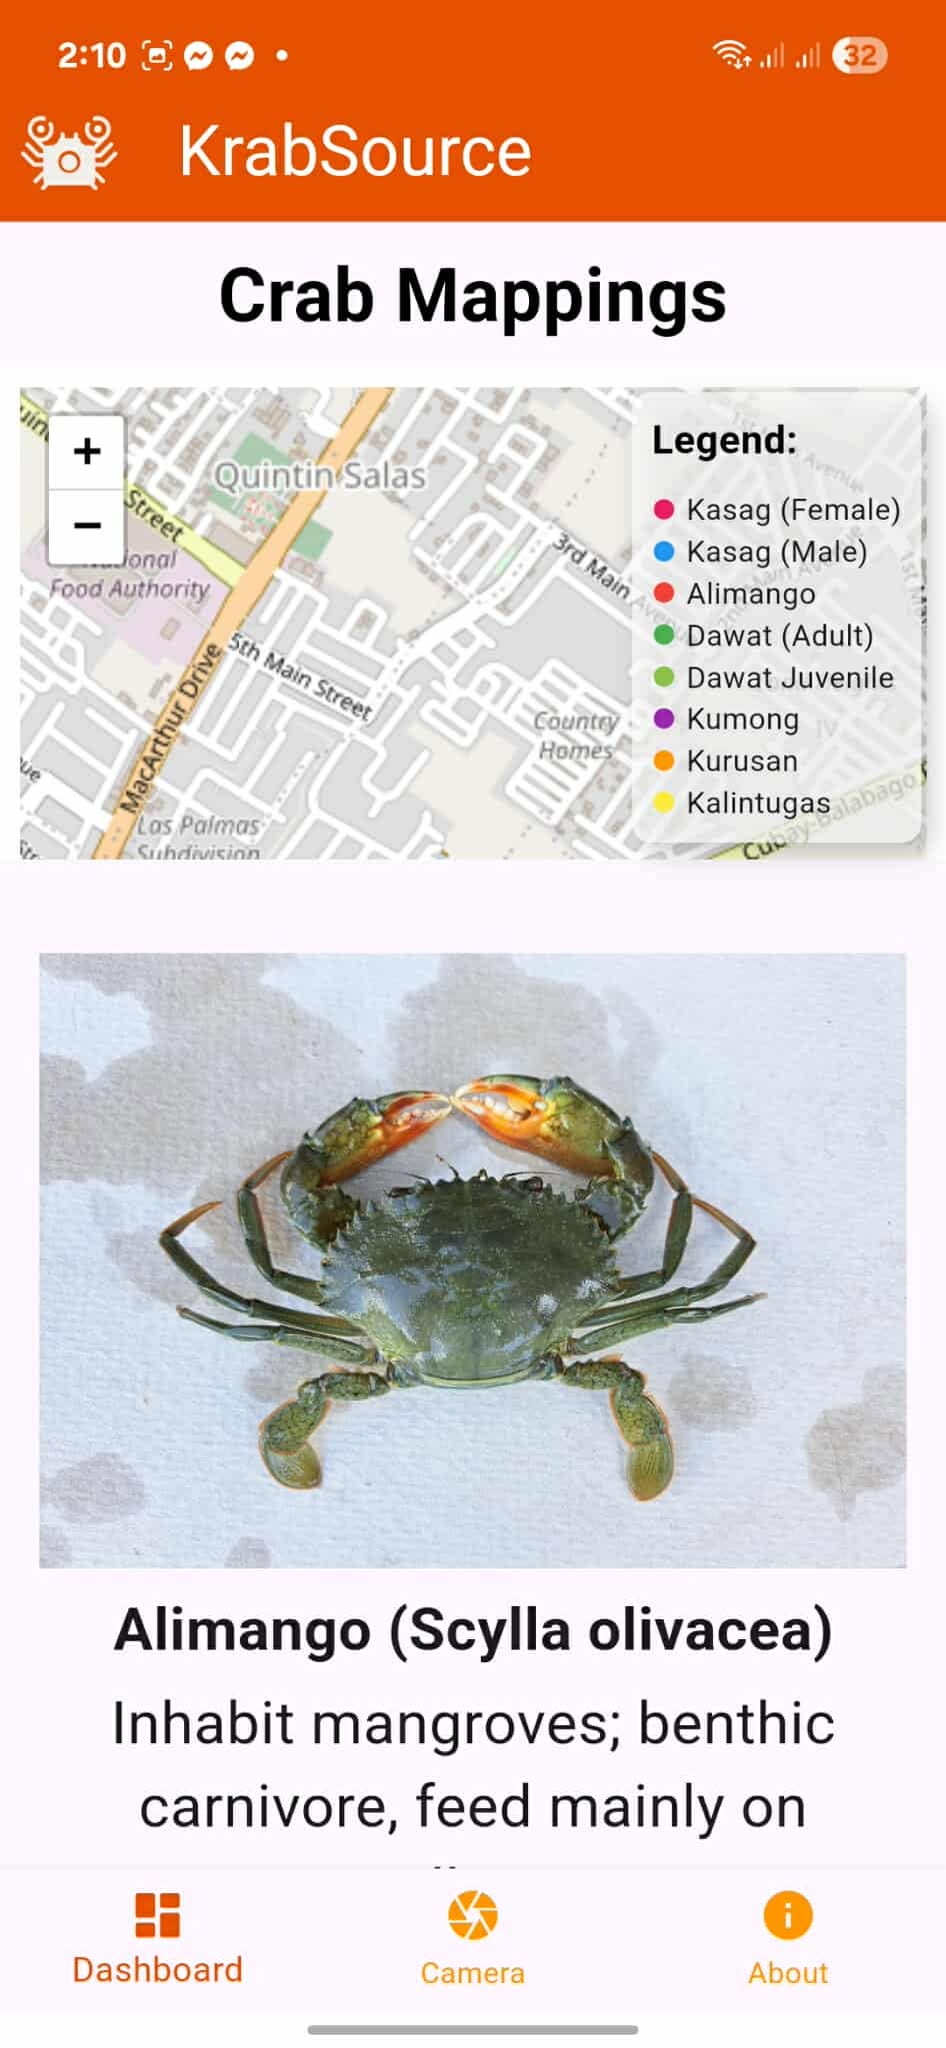 2:10
32
KrabSource
Crab Mappings
+
−
Quintin Salas
Street
Food Authority
3rd Main
5th Main Street
MacArthur Drive
Country
Homes
Las Palmas
Subdivision
Legend:
Kasag (Female)
Kasag (Male)
Alimango
Dawat (Adult)
Dawat Juvenile
Kumong
Kurusan
Kalintugas
Alimango (Scylla olivacea)
Inhabit mangroves; benthic
carnivore, feed mainly on
Dashboard
Camera
About